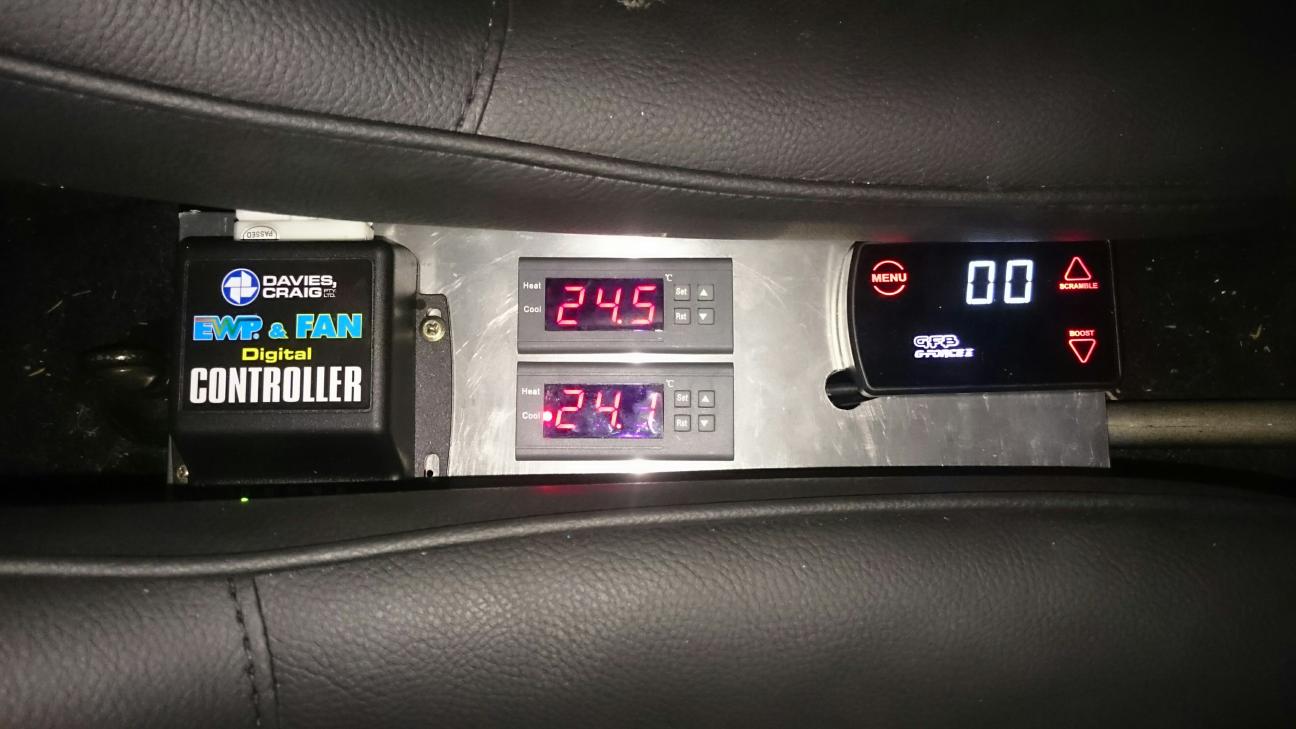 PASSED
DAVIES,
CRAIG PTY. LTD.
EWP. & FAN
Digital
CONTROLLER
Heat
Cool
24.5
°C
Set
Rst
Heat
Cool
24.1
°C
Set
Rst
MENU
00
SCRAMBLE
GFB
G-FORCE II
BOOST